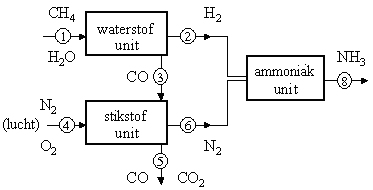 CH4
H2
1
waterstof
unit
2
H2O
CO
3
NH3
ammoniak
unit
8
N2
(lucht)
4
stikstof
unit
6
O2
N2
5
CO
CO2